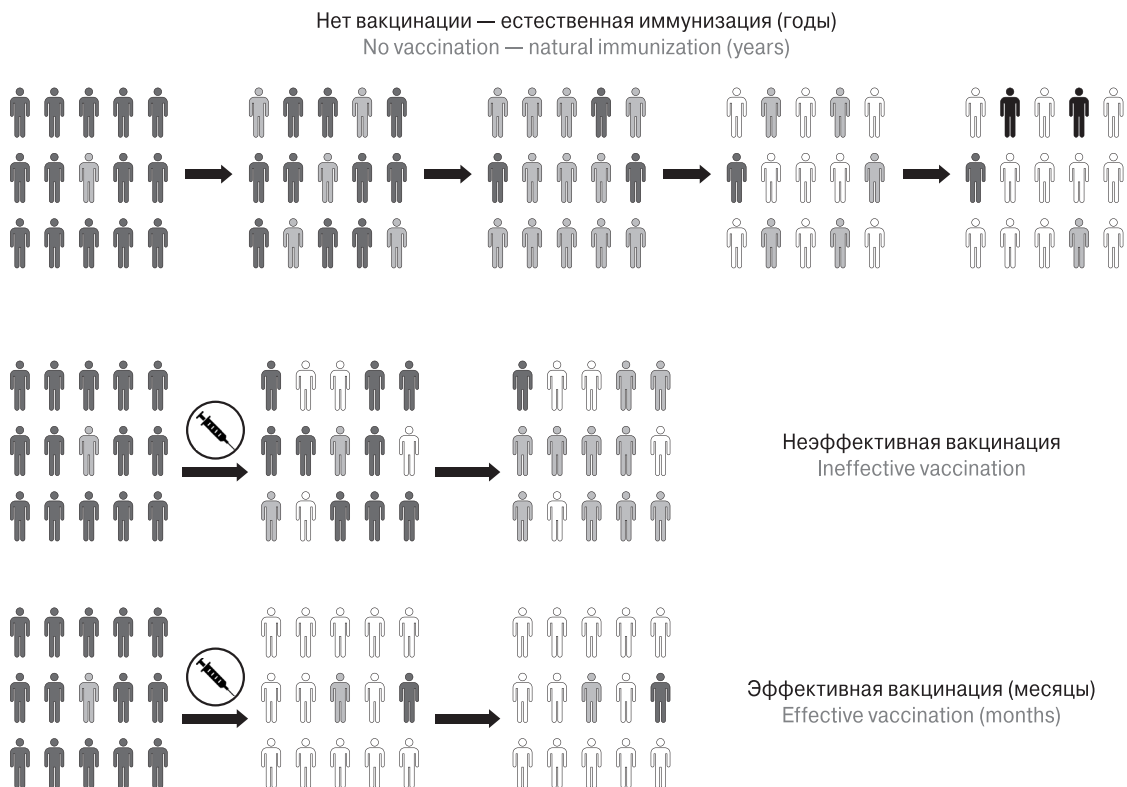 Нет вакцинации — естественная иммунизация (годы)
No vaccination — natural immunization (years)
Неэффективная вакцинация
Ineffective vaccination
Эффективная вакцинация (месяцы)
Effective vaccination (months)